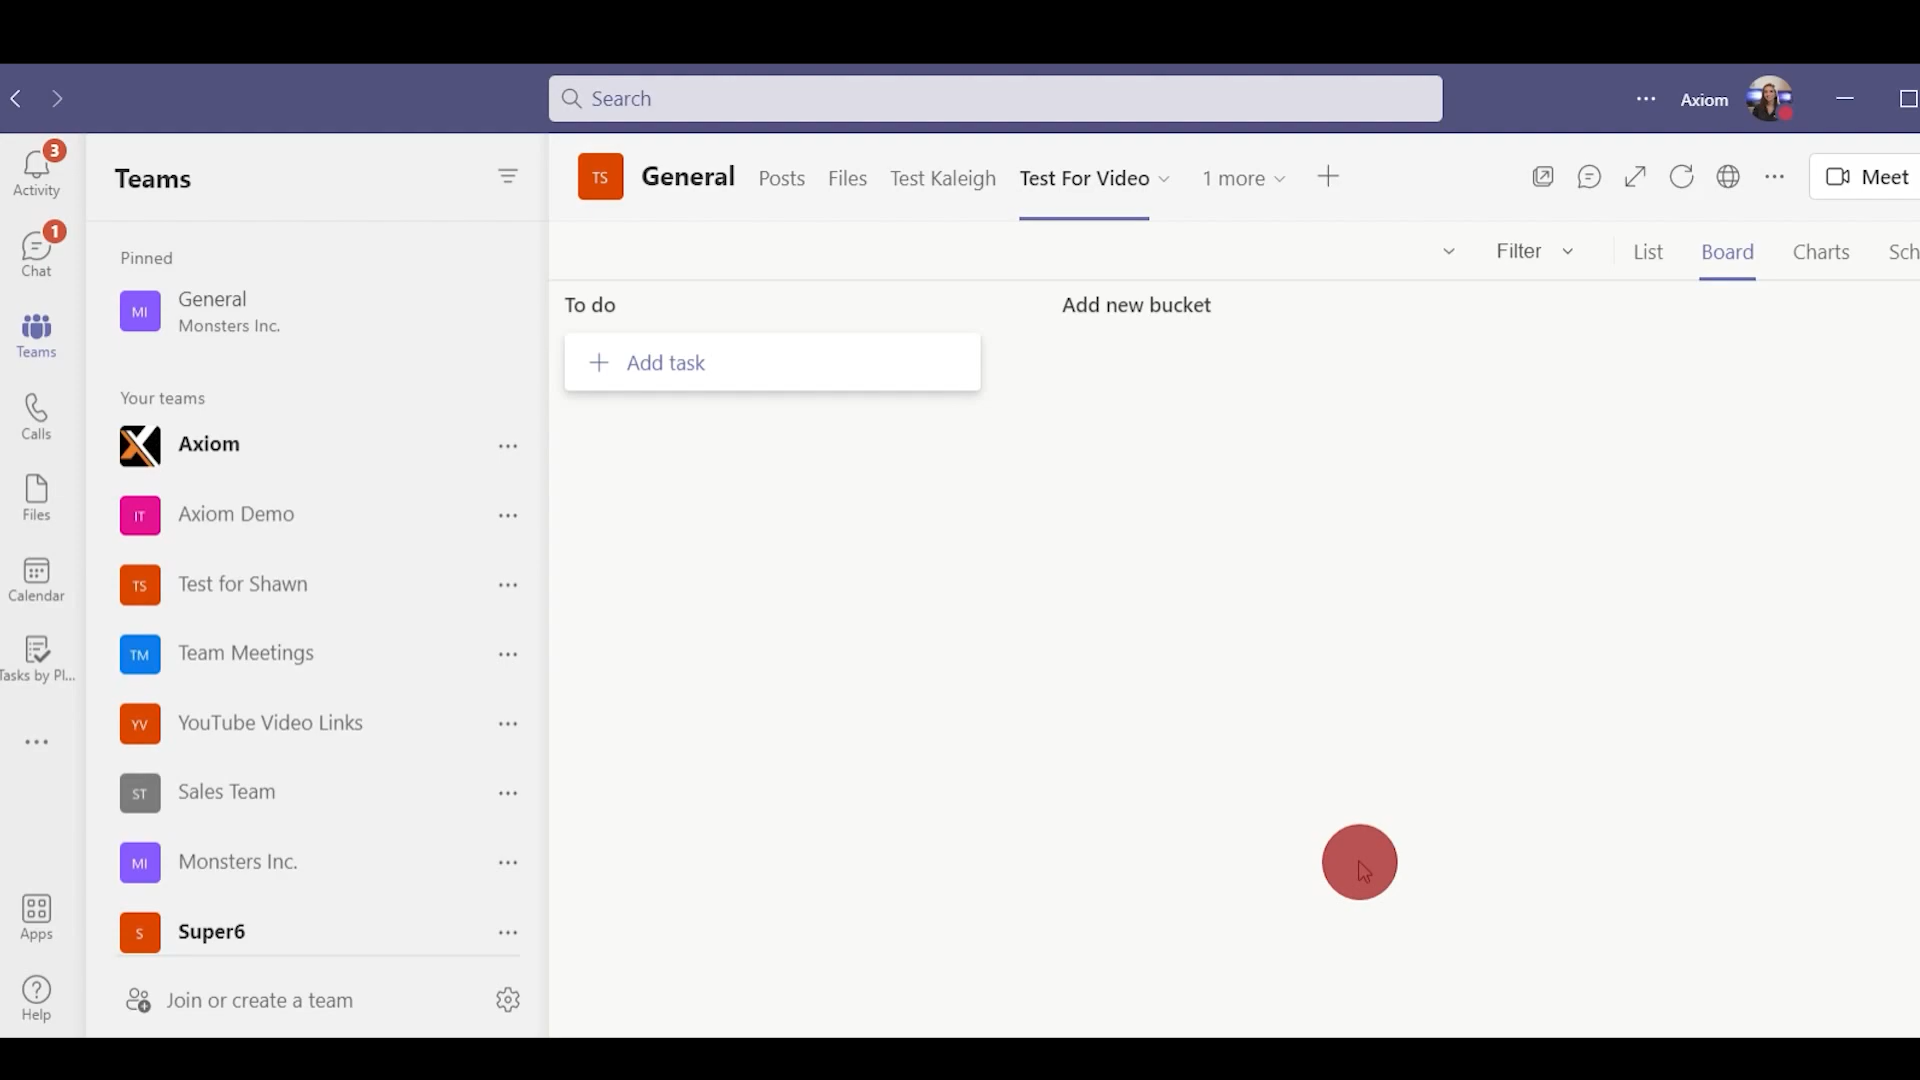 Search
Axiom
3
Activity
1
Chat
Teams
Calls
Files
Calendar
Tasks by Pl...
Apps
Help
Teams
Pinned
MI
General
Monsters Inc.
Your teams
Axiom
IT
Axiom Demo
TS
Test for Shawn
TM
Team Meetings
YV
YouTube Video Links
ST
Sales Team
MI
Monsters Inc.
S
Super6
Join or create a team
TS
General
Posts
Files
Test Kaleigh
Test For Video
1 more
Meet
Filter
List
Board
Charts
Sch
To do
Add new bucket
Add task